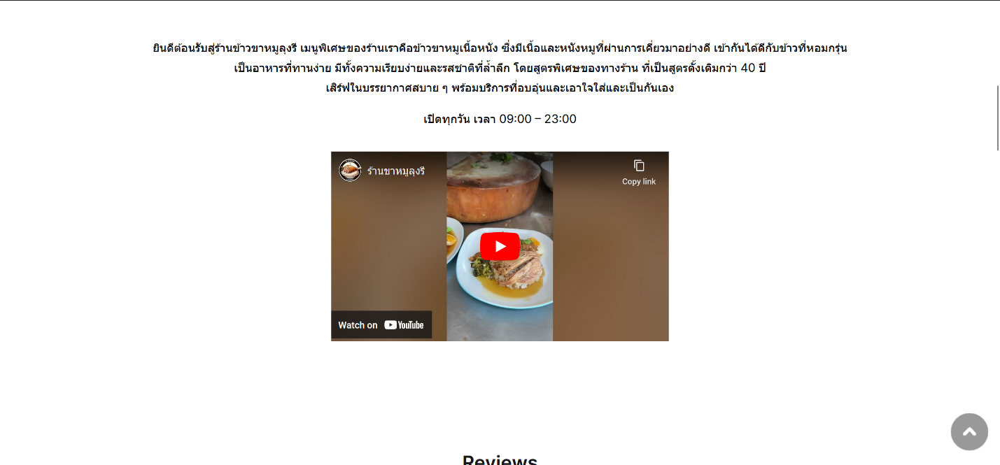 ยินดีต้อนรับสู่ร้านข้าวขาหมูลุงรี เมนูพิเศษของร้านเราคือข้าวขาหมูเนื้อหนัง ซึ่งมีเนื้อและหนังหมูที่ผ่านการเคี่ยวมาอย่างดี เข้ากันได้ดีกับข้าวที่หอมกรุ่น
เป็นอาหารที่ทานง่าย มีทั้งความเรียบง่ายและรสชาติที่ล้ำลึก โดยสูตรพิเศษของทางร้าน ที่เป็นสูตรดั้งเดิมกว่า 40 ปี
เสิร์ฟในบรรยากาศสบาย ๆ พร้อมบริการที่อบอุ่นและเอาใจใส่และเป็นกันเอง
เปิดทุกวัน เวลา 09:00 – 23:00
ร้านขาหมูลุงรี
Copy link
Watch on YouTube
Reviews